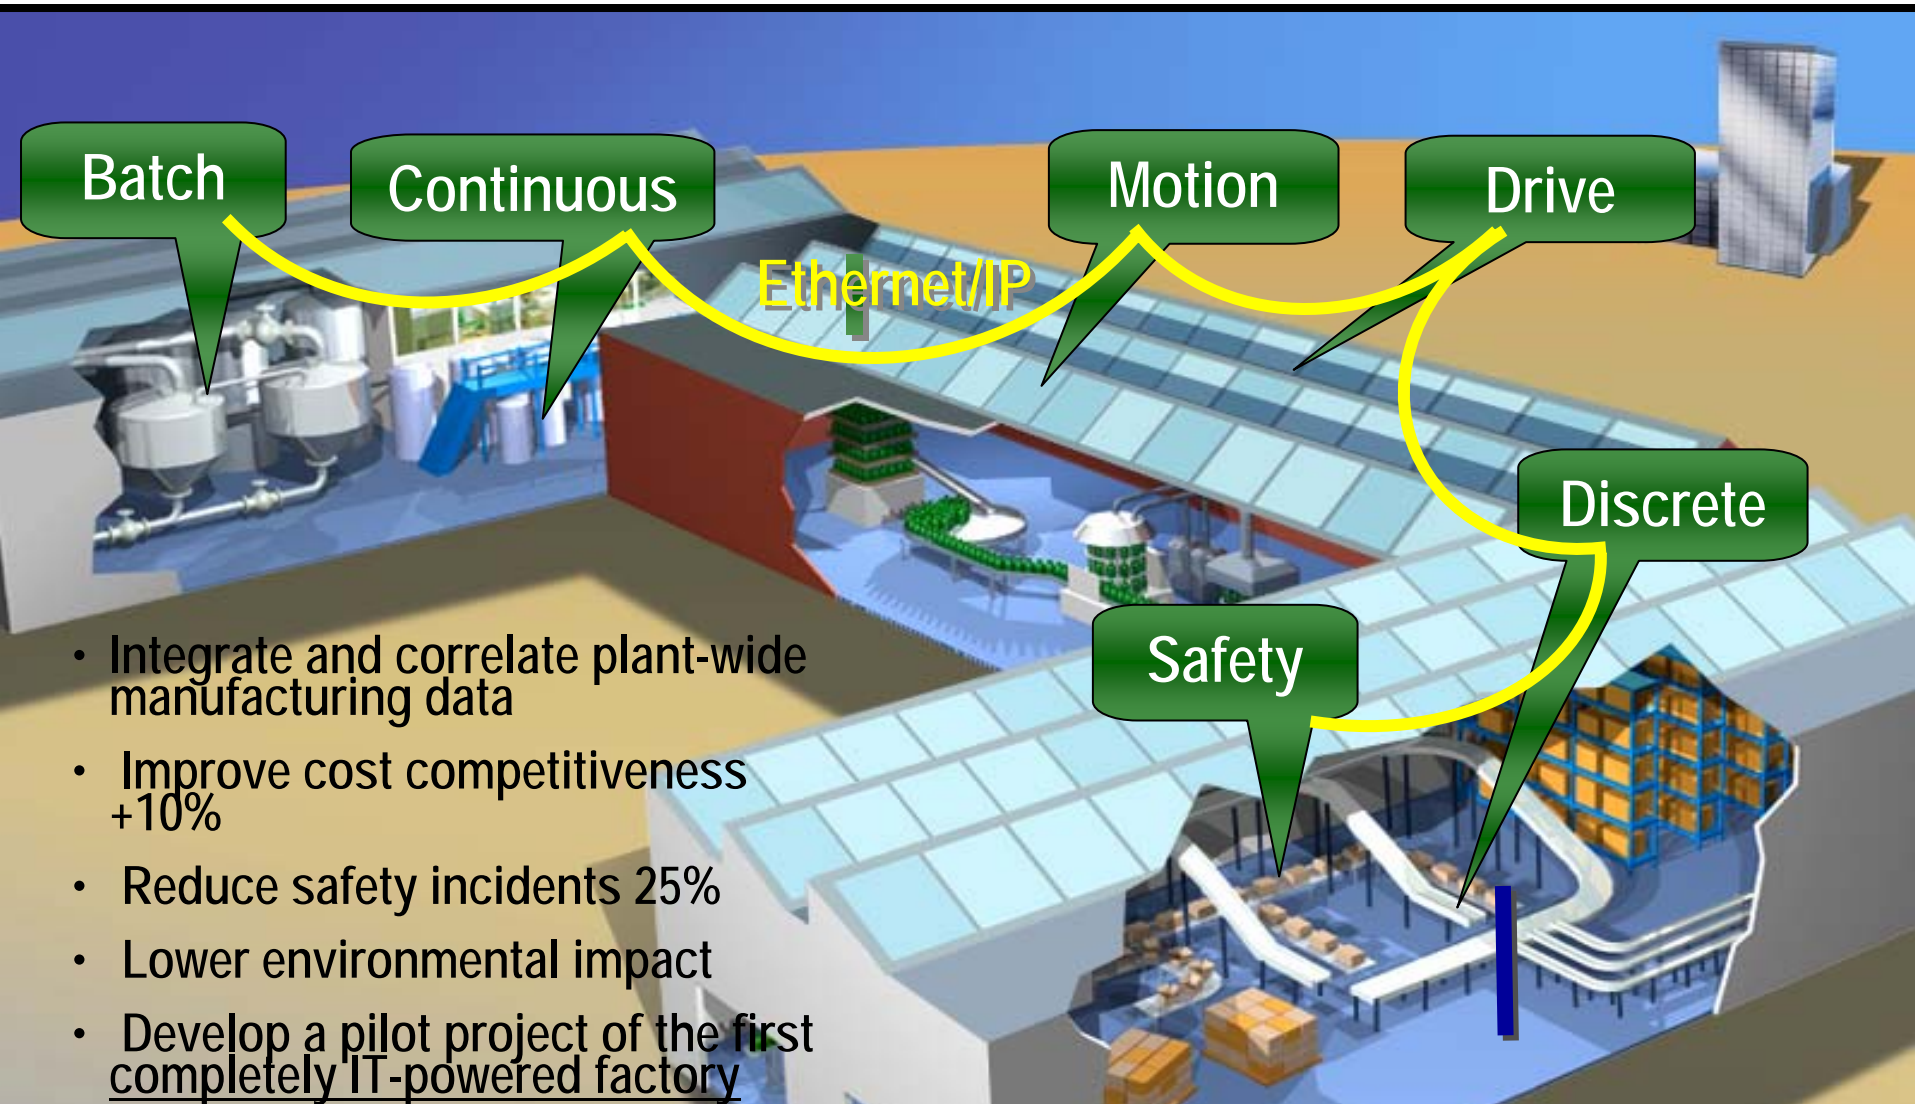 Batch
Continuous
Motion
Drive
Ethernet/IP
Discrete
Safety
• Integrate and correlate plant-wide
manufacturing data
• Improve cost competitiveness
+10%
• Reduce safety incidents 25%
• Lower environmental impact
• Develop a pilot project of the first
completely IT-powered factory